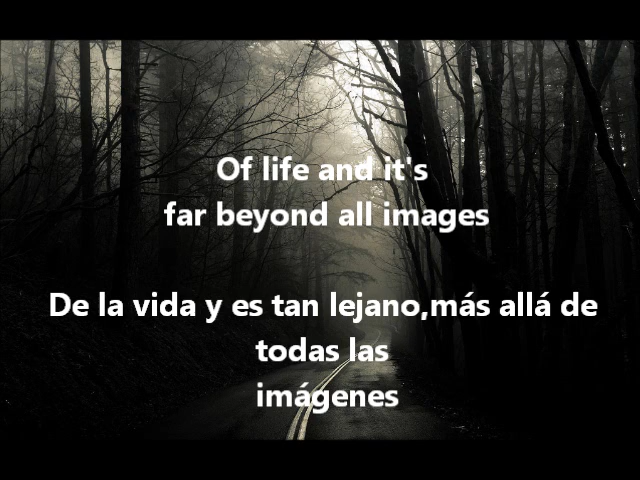 Of life and it's
far beyond all images
De la vida y es tan lejano,más allá de
todas las
imágenes